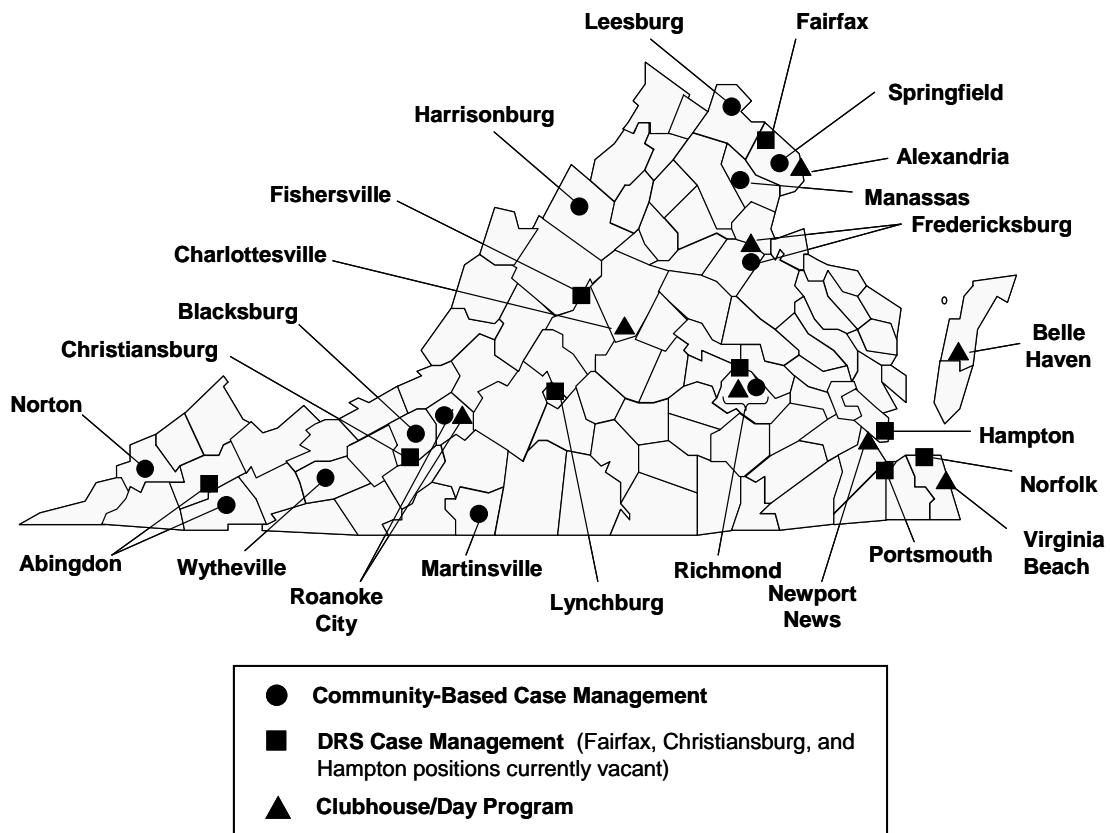 Leesburg
Fairfax
Springfield
Harrisonburg
Alexandria
Fishersville
Manassas
Fredericksburg
Charlottesville
Blacksburg
Belle
Haven
Christiansburg
Norton
Hampton
Norfolk
Abingdon
Wytheville
Martinsville
Richmond
Portsmouth
Virginia
Beach
Roanoke
City
Lynchburg
Newport
News
Community-Based Case Management
DRS Case Management (Fairfax, Christiansburg, and
Hampton positions currently vacant)
Clubhouse/Day Program